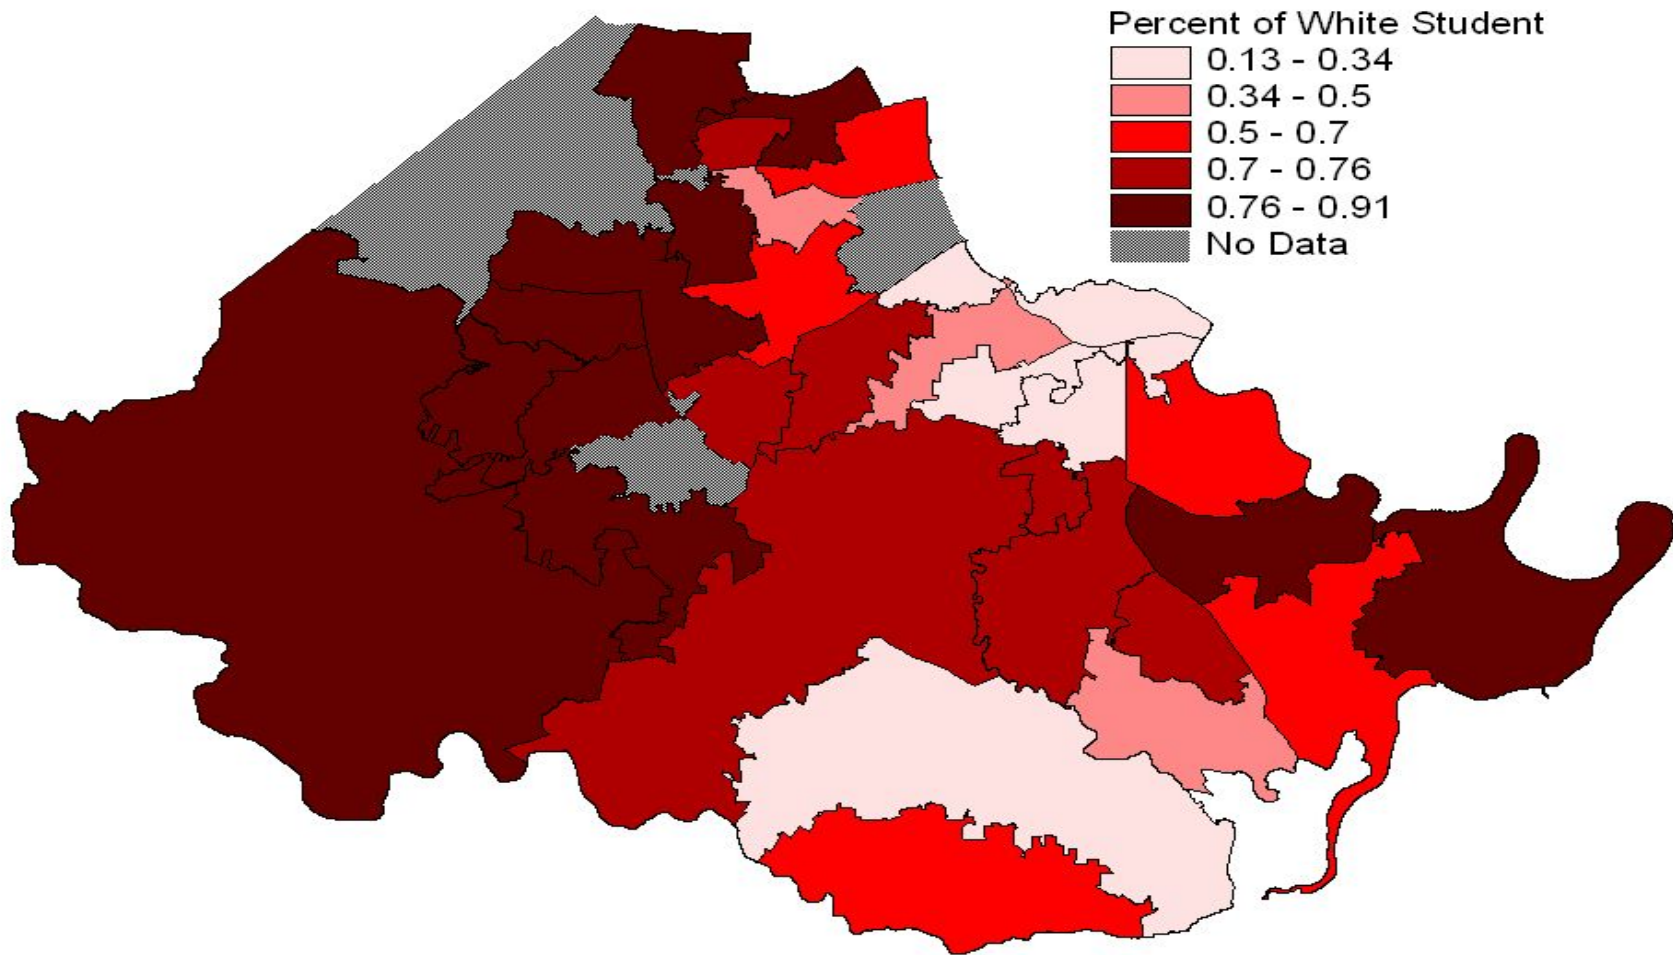 Percent of White Student
0.13 - 0.34
0.34 - 0.5
0.5 - 0.7
0.7 - 0.76
0.76 - 0.91
No Data